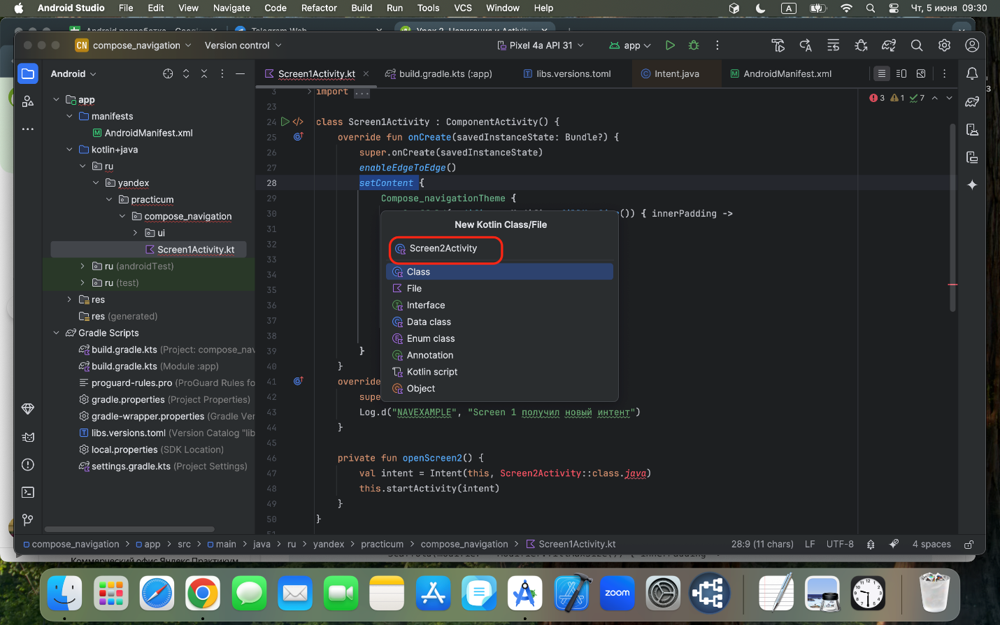 Android Studio File Edit View Navigate Code Refactor Build Run Tools VCS Window Help A Чт, 5 июня 09:30
CN compose_navigation Version control Pixel 4a API 31 app
Android
Screen1Activity.kt build.gradle.kts (:app) libs.versions.toml Intent.java AndroidManifest.xml
app
manifests
AndroidManifest.xml
kotlin+java
ru
yandex
practicum
compose_navigation
ui
Screen1Activity.kt
ru (androidTest)
ru (test)
res
res (generated)
Gradle Scripts
build.gradle.kts (Project: compose_nav
build.gradle.kts (Module :app)
proguard-rules.pro (ProGuard Rules fo
gradle.properties (Project Properties)
gradle-wrapper.properties (Gradle Ver
libs.versions.toml (Version Catalog "lib
local.properties (SDK Location)
settings.gradle.kts (Project Settings)
3 1 7
3 import ...
23
24 class Screen1Activity : ComponentActivity() {
25 override fun onCreate(savedInstanceState: Bundle?) {
26 super.onCreate(savedInstanceState)
27 enableEdgeToEdge()
28 setContent {
29 Compose_navigationTheme {
30 ()) { innerPadding ->
31
32
33
34
35
36
37
38
39 }
40 }
41 override
42 supe
43 Log.d("NAVEXAMPLE", "Screen 1 получил новый интент")
44 }
45
46 private fun openScreen2() {
47 val intent = Intent(this, Screen2Activity::class.java)
48 this.startActivity(intent)
49 }
50 }
New Kotlin Class/File
Screen2Activity
Class
File
Interface
Data class
Enum class
Annotation
Kotlin script
Object
compose_navigation > app > src > main > java > ru > yandex > practicum > compose_navigation > Screen1Activity.kt 28:9 (11 chars) LF UTF-8 4 spaces
zoom